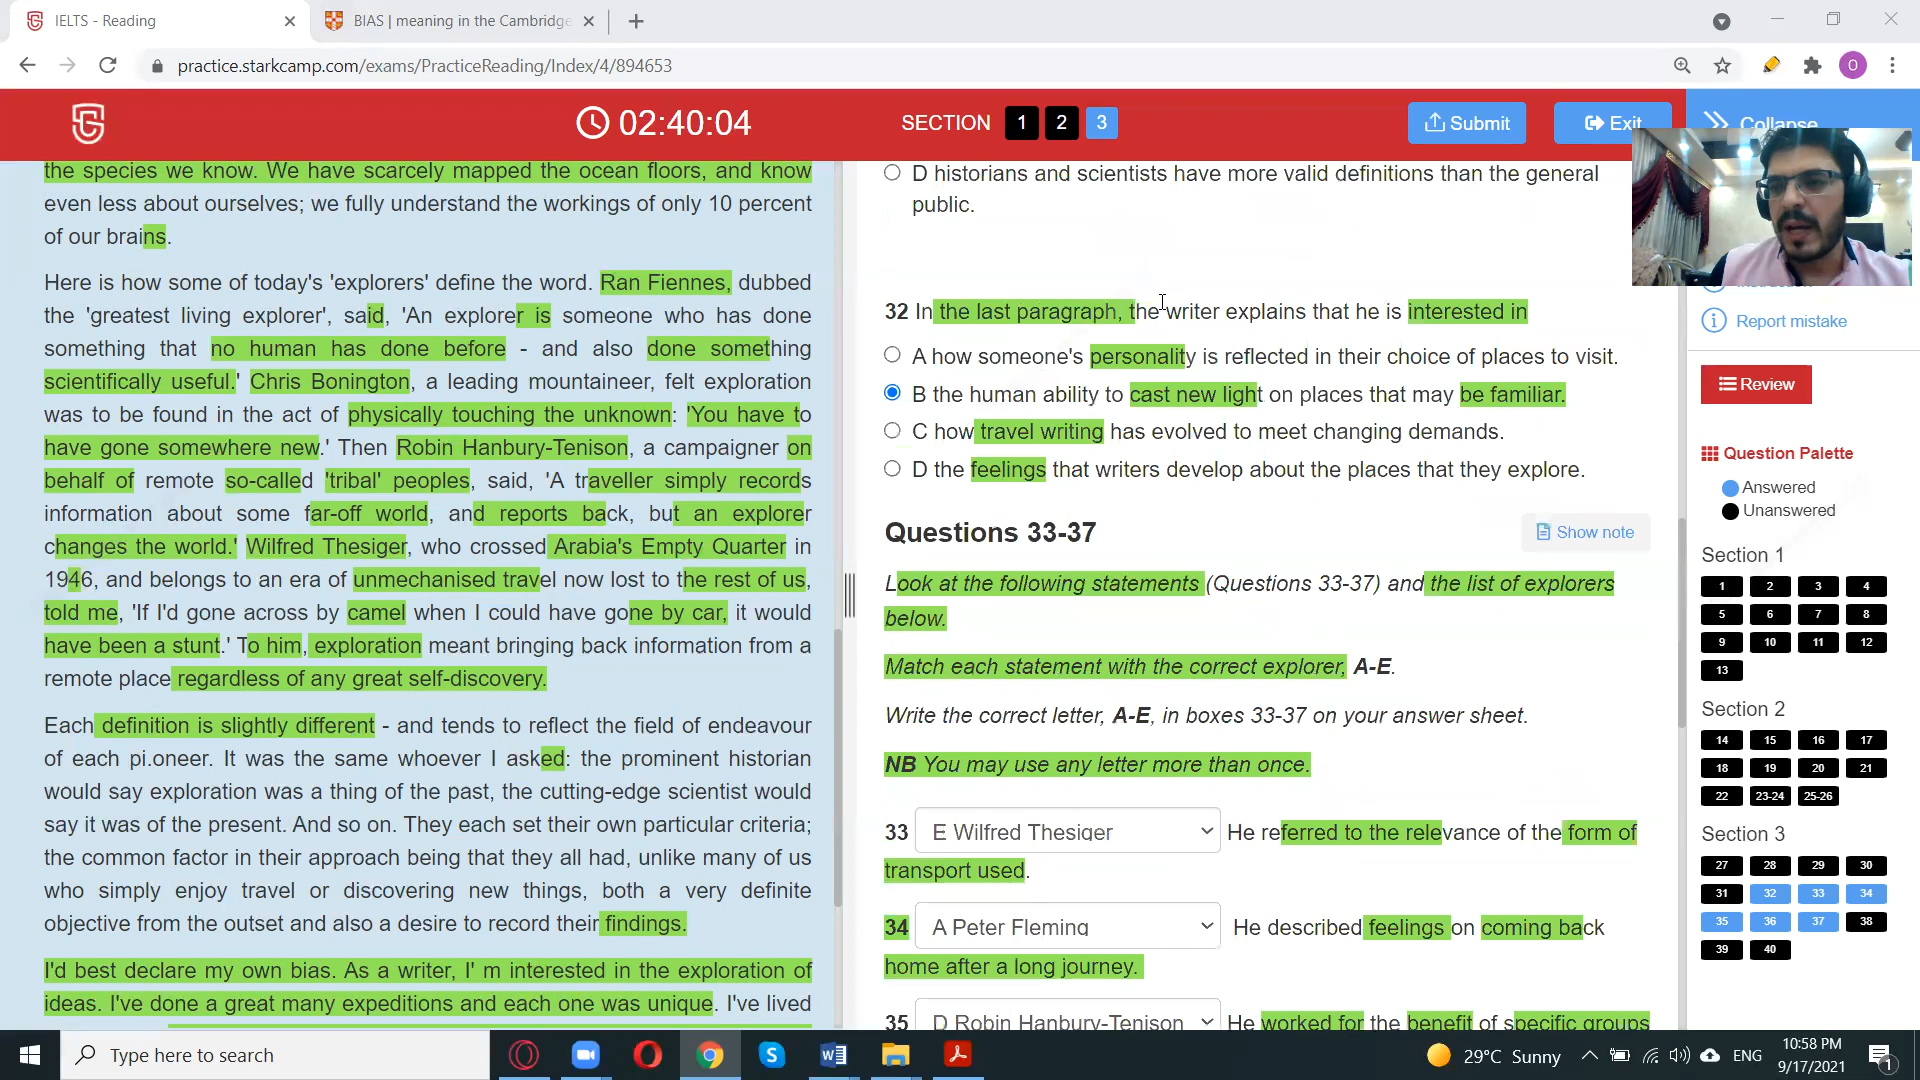 IELTS - Reading
BIAS | meaning in the Cambridge
practice.starkcamp.com/exams/PracticeReading/Index/4/894653
O
02:40:04
SECTION 1 2 3
Submit
Exit
Collapse
the species we know. We have scarcely mapped the ocean floors, and know
even less about ourselves; we fully understand the workings of only 10 percent
of our brains.
Here is how some of today's 'explorers' define the word. Ran Fiennes, dubbed
the 'greatest living explorer', said, 'An explorer is someone who has done
something that no human has done before - and also done something
scientifically useful.' Chris Bonington, a leading mountaineer, felt exploration
was to be found in the act of physically touching the unknown: 'You have to
have gone somewhere new.' Then Robin Hanbury-Tenison, a campaigner on
behalf of remote so-called 'tribal' peoples, said, 'A traveller simply records
information about some far-off world, and reports back, but an explorer
changes the world.' Wilfred Thesiger, who crossed Arabia's Empty Quarter in
1946, and belongs to an era of unmechanised travel now lost to the rest of us,
told me, 'If I'd gone across by camel when I could have gone by car, it would
have been a stunt.' To him, exploration meant bringing back information from a
remote place regardless of any great self-discovery.
Each definition is slightly different - and tends to reflect the field of endeavour
of each pi.oneer. It was the same whoever I asked: the prominent historian
would say exploration was a thing of the past, the cutting-edge scientist would
say it was of the present. And so on. They each set their own particular criteria;
the common factor in their approach being that they all had, unlike many of us
who simply enjoy travel or discovering new things, both a very definite
objective from the outset and also a desire to record their findings.
I'd best declare my own bias. As a writer, I' m interested in the exploration of
ideas. I've done a great many expeditions and each one was unique. I've lived
D historians and scientists have more valid definitions than the general
public.
32 In the last paragraph, the writer explains that he is interested in
A how someone's personality is reflected in their choice of places to visit.
B the human ability to cast new light on places that may be familiar.
C how travel writing has evolved to meet changing demands.
D the feelings that writers develop about the places that they explore.
Questions 33-37
Show note
Look at the following statements (Questions 33-37) and the list of explorers
below.
Match each statement with the correct explorer, A-E.
Write the correct letter, A-E, in boxes 33-37 on your answer sheet.
NB You may use any letter more than once.
33 E Wilfred Thesiger He referred to the relevance of the form of
transport used.
34 A Peter Fleming He described feelings on coming back
home after a long journey.
35 D Robin Hanbury-Tenison He worked for the benefit of specific groups
Report mistake
Review
Question Palette
Answered
Unanswered
Section 1
1 2 3 4
5 6 7 8
9 10 11 12
13
Section 2
14 15 16 17
18 19 20 21
22 23-24 25-26
Section 3
27 28 29 30
31 32 33 34
35 36 37 38
39 40
Type here to search
29°C Sunny
ENG
10:58 PM
9/17/2021
1